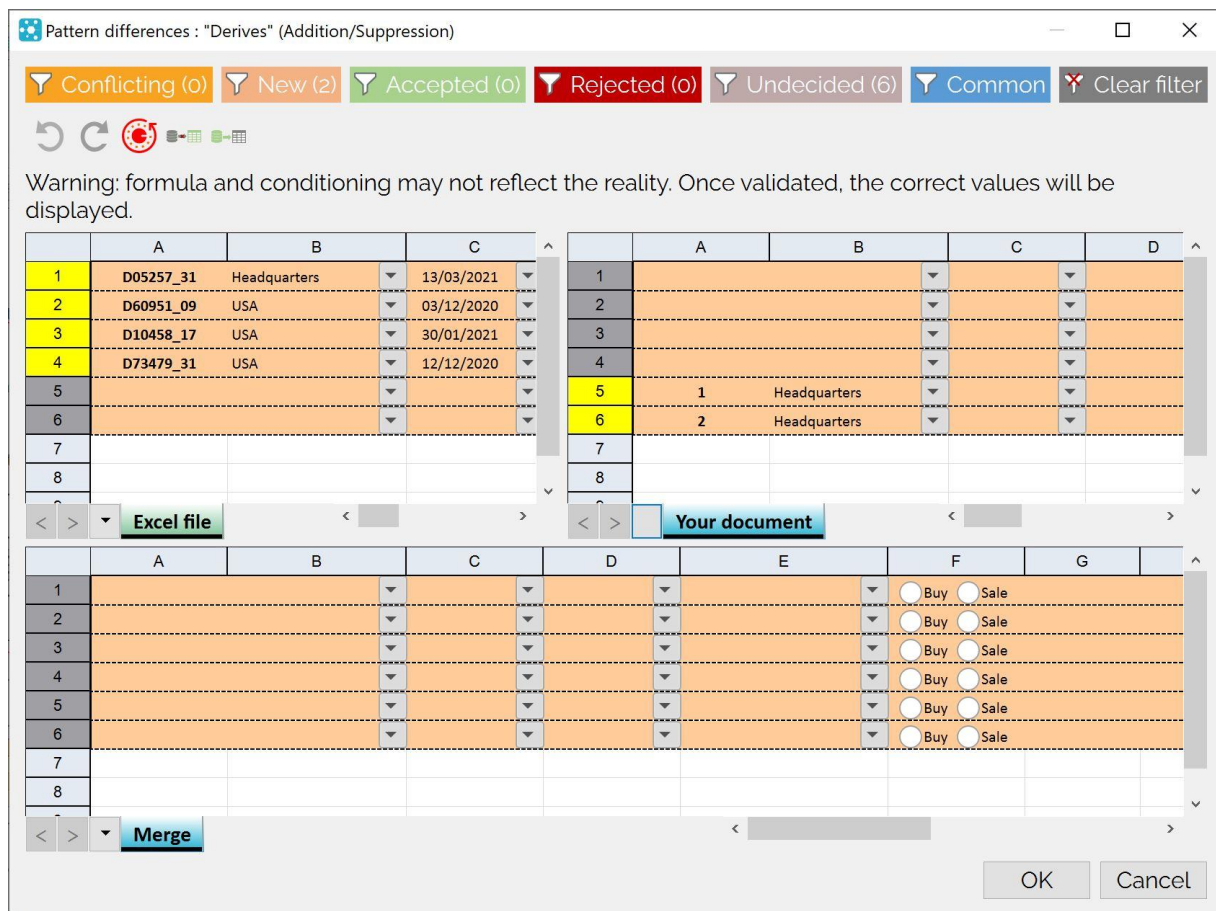 Pattern differences : "Derives" (Addition/Suppression)
Conflicting (0) New (2) Accepted (0) Rejected (0) Undecided (6) Common Clear filter
Warning: formula and conditioning may not reflect the reality. Once validated, the correct values will be
displayed.
A B C
1 D05257_31 Headquarters 13/03/2021
2 D60951_09 USA 03/12/2020
3 D10458_17 USA 30/01/2021
4 D73479_31 USA 12/12/2020
5
6
7
8
Excel file
A B C D
1
2
3
4
5 1 Headquarters
6 2 Headquarters
7
8
Your document
A B C D E F G
1 Buy Sale
2 Buy Sale
3 Buy Sale
4 Buy Sale
5 Buy Sale
6 Buy Sale
7
8
Merge
OK Cancel